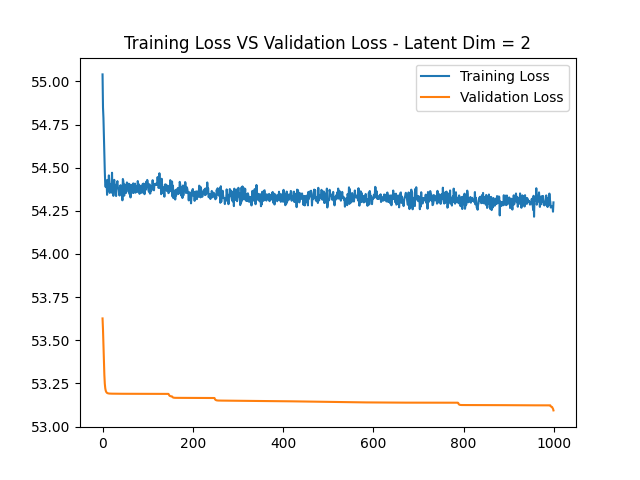 Training Loss VS Validation Loss - Latent Dim = 2
Training Loss
Validation Loss
55.00
54.75
54.50
54.25
54.00
53.75
53.50
53.25
53.00
0 200 400 600 800 1000